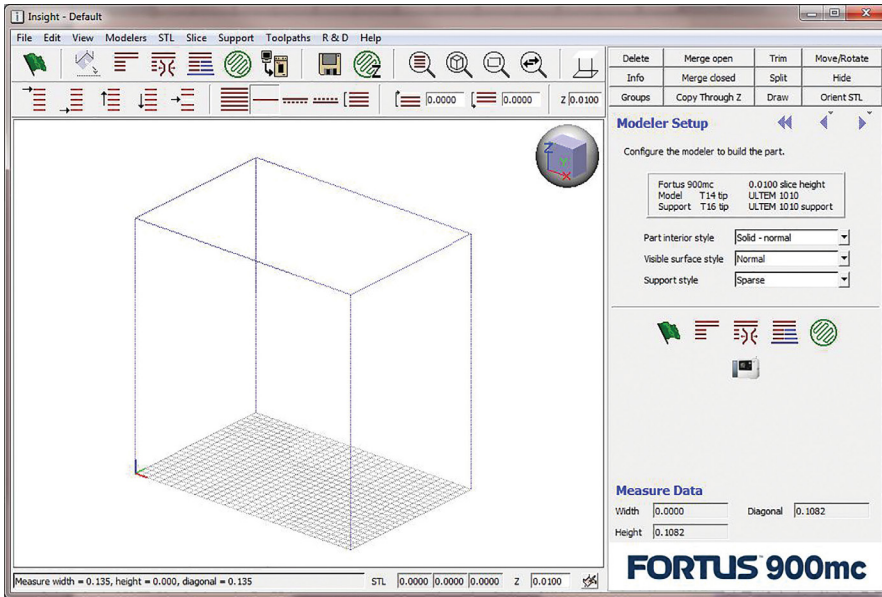 Insight - Default
File Edit View Modelers STL Slice Support Toolpaths R & D Help
0.0000 0.0000 Z 0.0100
Delete Merge open Trim Move/Rotate
Info Merge closed Split Hide
Groups Copy Through Z Draw Orient STL
Modeler Setup
Configure the modeler to build the part.
Fortus 900mc 0.0100 slice height
Model T14 tip ULTEM 1010
Support T16 tip ULTEM 1010 support
Part interior style Solid - normal
Visible surface style Normal
Support style Sparse
Z
Y
X
Measure Data
Width 0.0000 Diagonal 0.1082
Height 0.1082
FORTUS™ 900mc
Measure width = 0.135, height = 0.000, diagonal = 0.135 STL 0.0000 0.0000 0.0000 Z 0.0100